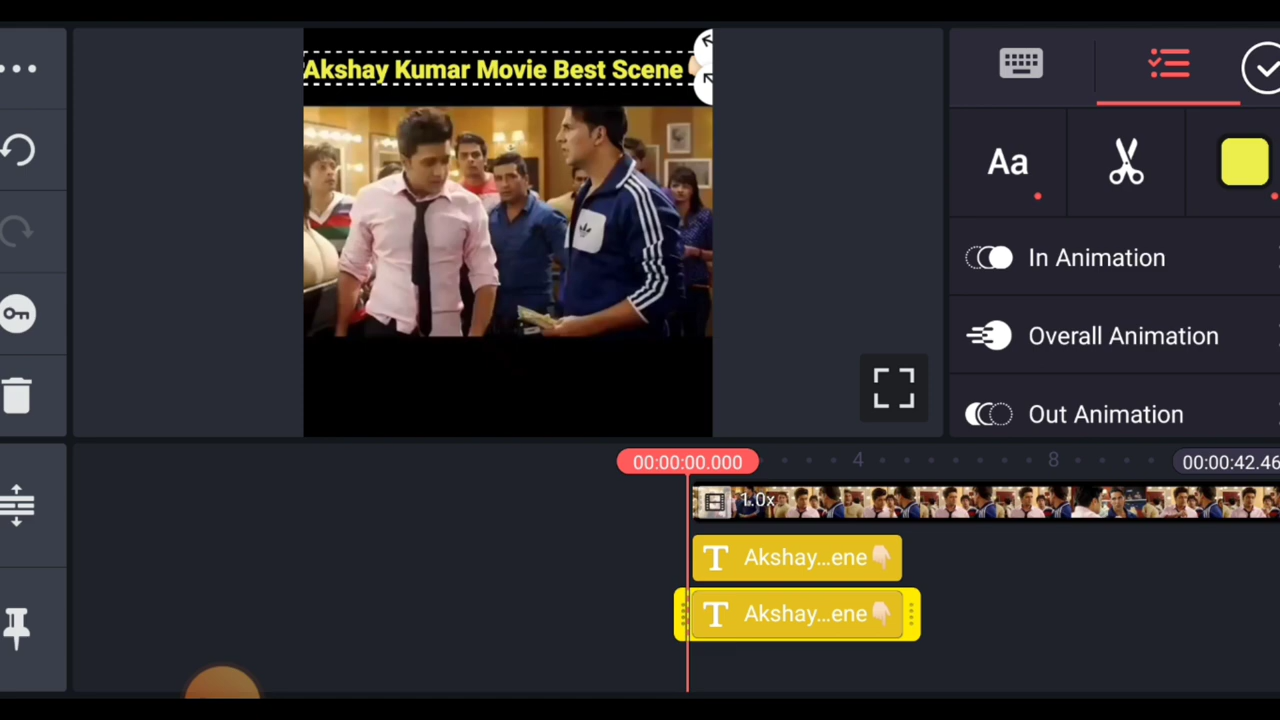 Akshay Kumar Movie Best Scene
Aa
In Animation
Overall Animation
Out Animation
00:00:00.000
4
8
00:00:42.46
1.0x
T Akshay...ene👇🏻
T Akshay...ene👇🏻